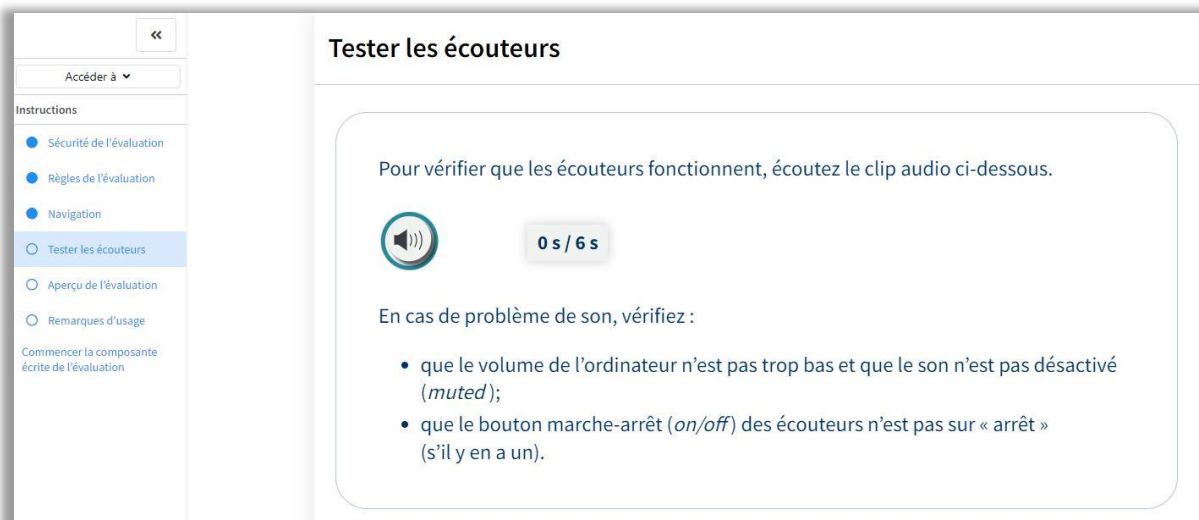 «
Accéder à
Instructions
Sécurité de l'évaluation
Règles de l'évaluation
Navigation
Tester les écouteurs
Aperçu de l'évaluation
Remarques d'usage
Commencer la composante
écrite de l'évaluation
Tester les écouteurs
Pour vérifier que les écouteurs fonctionnent, écoutez le clip audio ci-dessous.
0 s / 6 s
En cas de problème de son, vérifiez :
• que le volume de l'ordinateur n'est pas trop bas et que le son n'est pas désactivé
(muted);
• que le bouton marche-arrêt (on/off) des écouteurs n'est pas sur « arrêt »
(s'il y en a un).